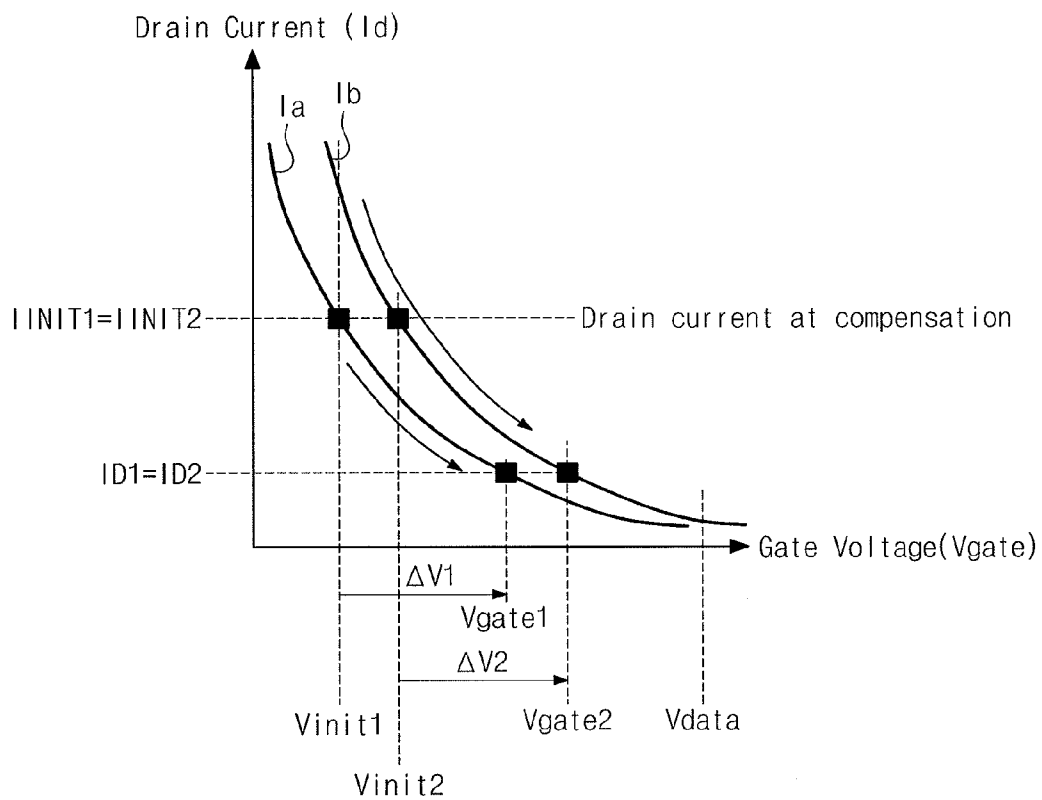 Drain Current (Id)
Ia
Ib
IINIT1=IINIT2
Drain current at compensation
ID1=ID2
Gate Voltage(Vgate)
ΔV1
Vgate1
ΔV2
Vinit1
Vgate2
Vdata
Vinit2